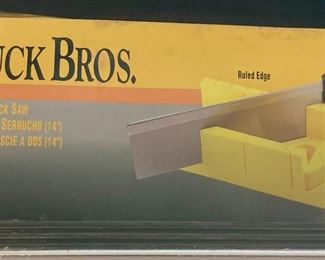 UCK BROS.
Ruled Edge
CK SAW
SERRUCHO (14")
SCIE A DOS (14")